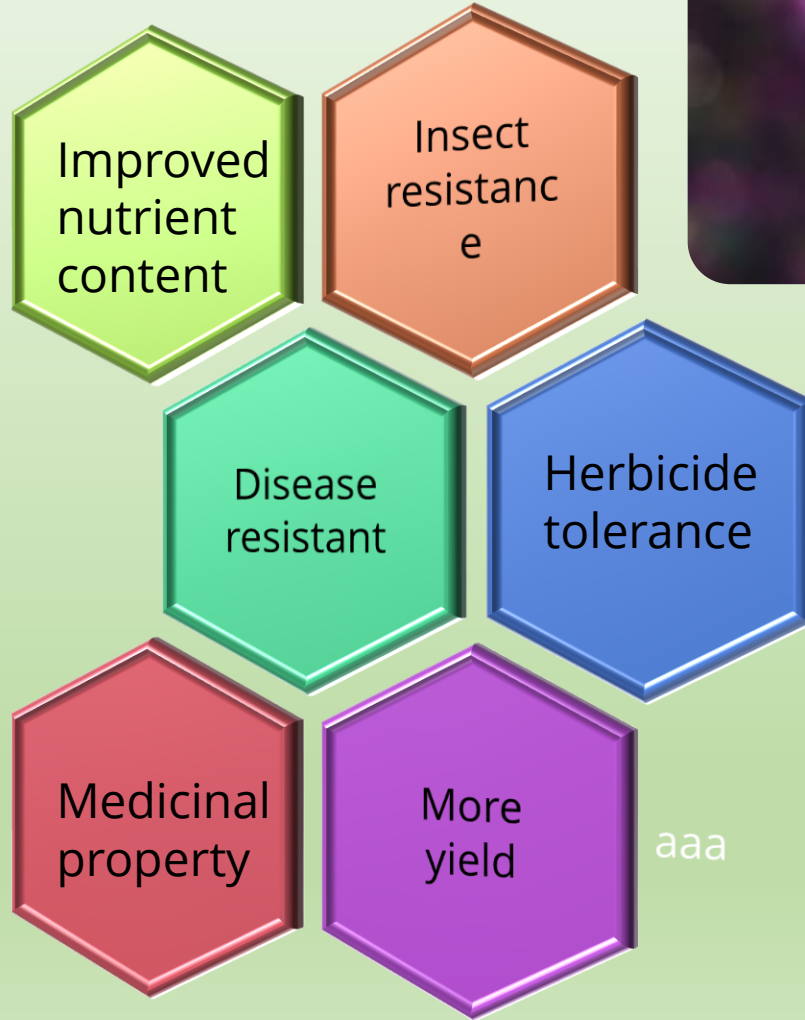 Improved
nutrient
content
Insect
resistanc
e
Disease
resistant
Herbicide
tolerance
Medicinal
property
More
yield
aaa